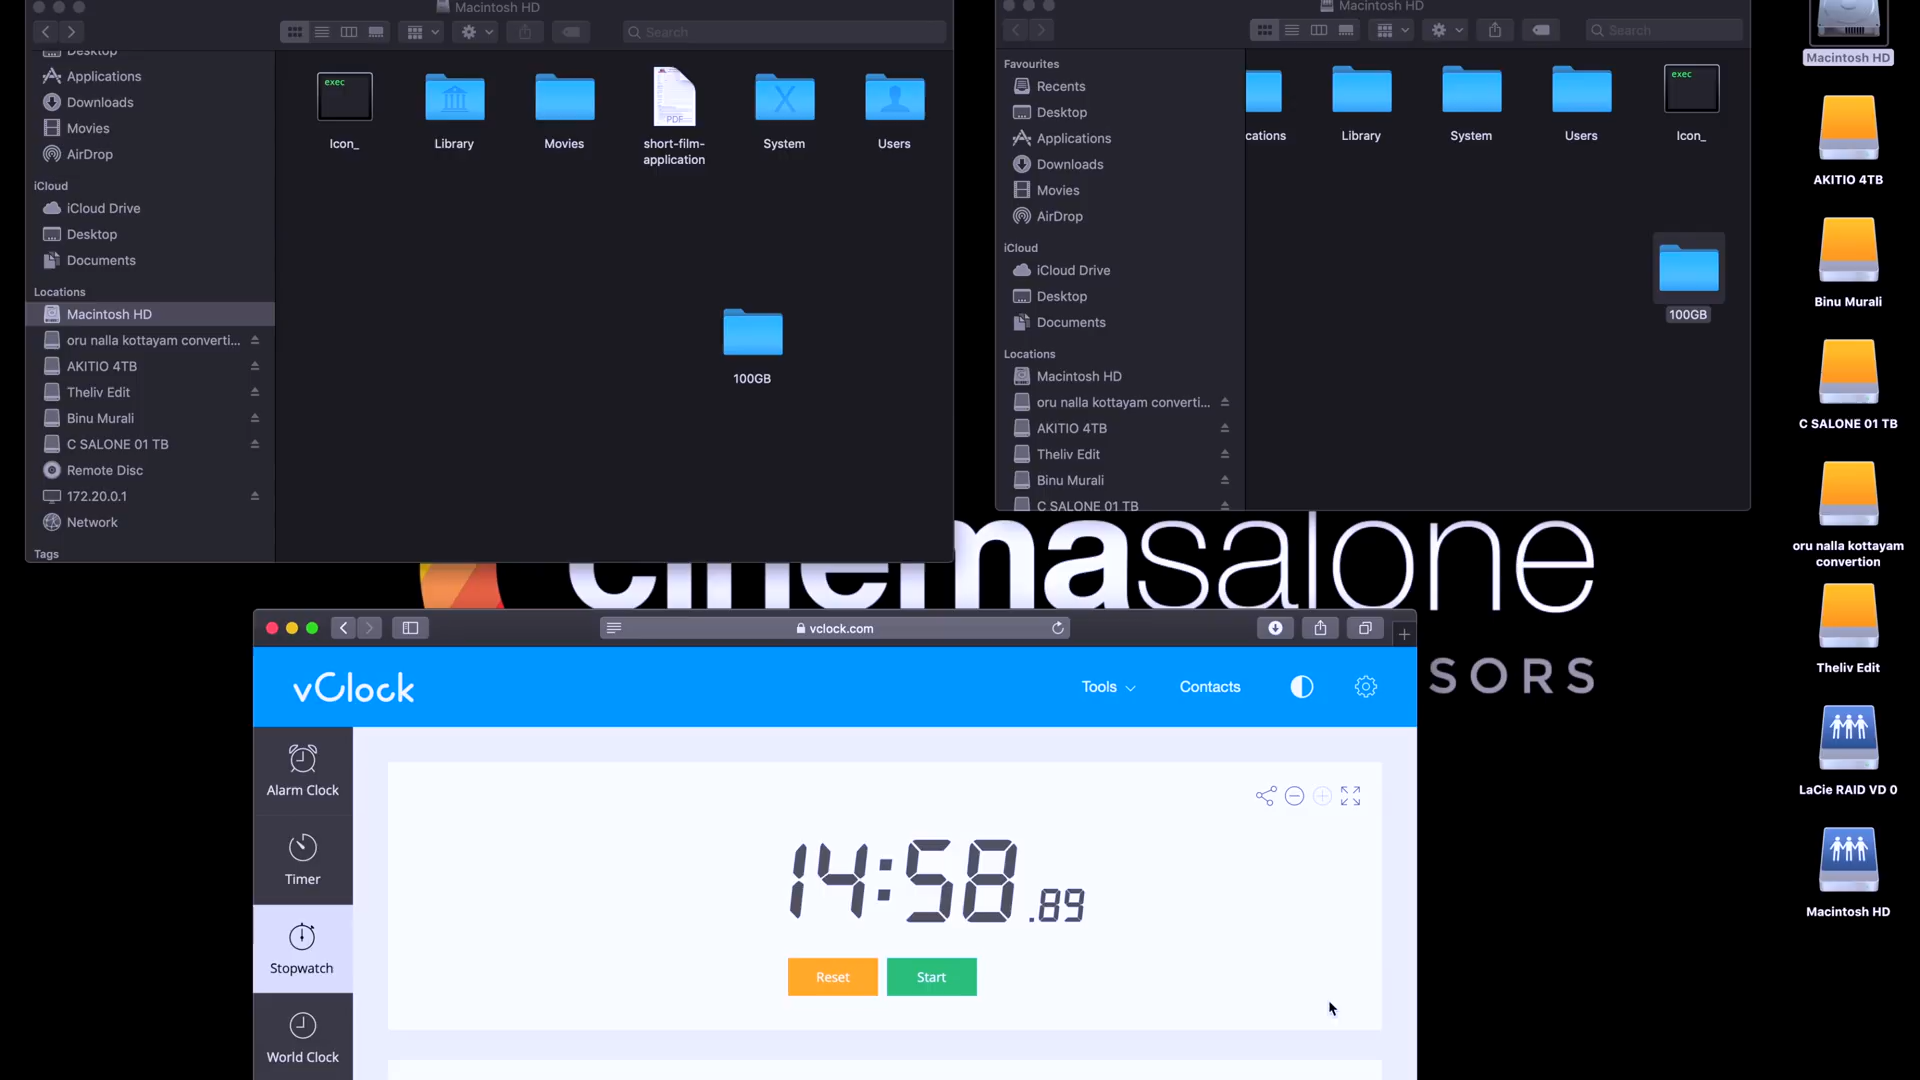 Macintosh HD
Search
Desktop
Applications
Downloads
Movies
AirDrop
iCloud
iCloud Drive
Desktop
Documents
Locations
Macintosh HD
oru nalla kottayam converti...
AKITIO 4TB
Theliv Edit
Binu Murali
C SALONE 01 TB
Remote Disc
172.20.0.1
Network
Tags
exec
Icon_
Library
Movies
PDF
short-film-
application
System
Users
100GB
Macintosh HD
Search
Favourites
Recents
Desktop
Applications
Downloads
Movies
AirDrop
iCloud
iCloud Drive
Desktop
Documents
Locations
Macintosh HD
oru nalla kottayam converti...
AKITIO 4TB
Theliv Edit
Binu Murali
C SALONE 01 TB
cations
Library
System
Users
exec
Icon_
100GB
Macintosh HD
AKITIO 4TB
Binu Murali
C SALONE 01 TB
oru nalla kottayam
convertion
Theliv Edit
LaCie RAID VD 0
Macintosh HD
cinemasalone
SORS
vclock.com
vClock
Tools
Contacts
Alarm Clock
Timer
Stopwatch
World Clock
14:58.89
Reset
Start